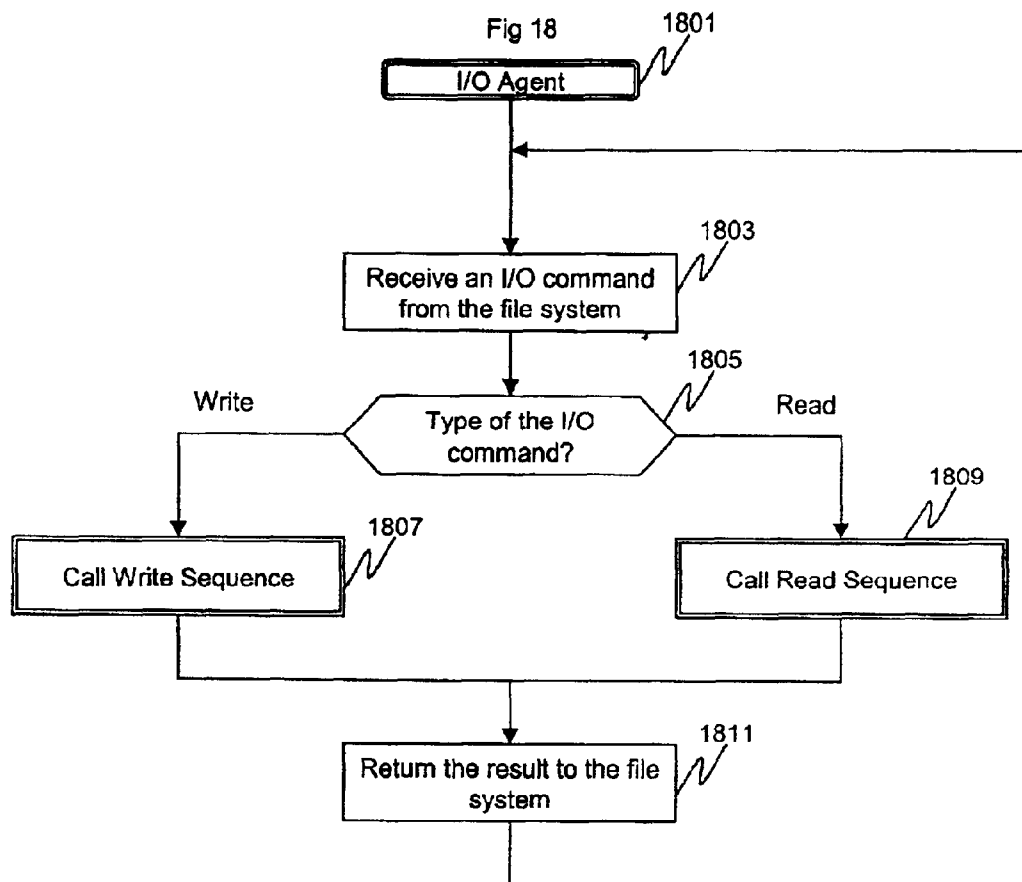 Fig 18
1801
I/O Agent
1803
Receive an I/O command
from the file system
1805
Write
Type of the I/O
command?
Read
1807
Call Write Sequence
1809
Call Read Sequence
1811
Return the result to the file
system